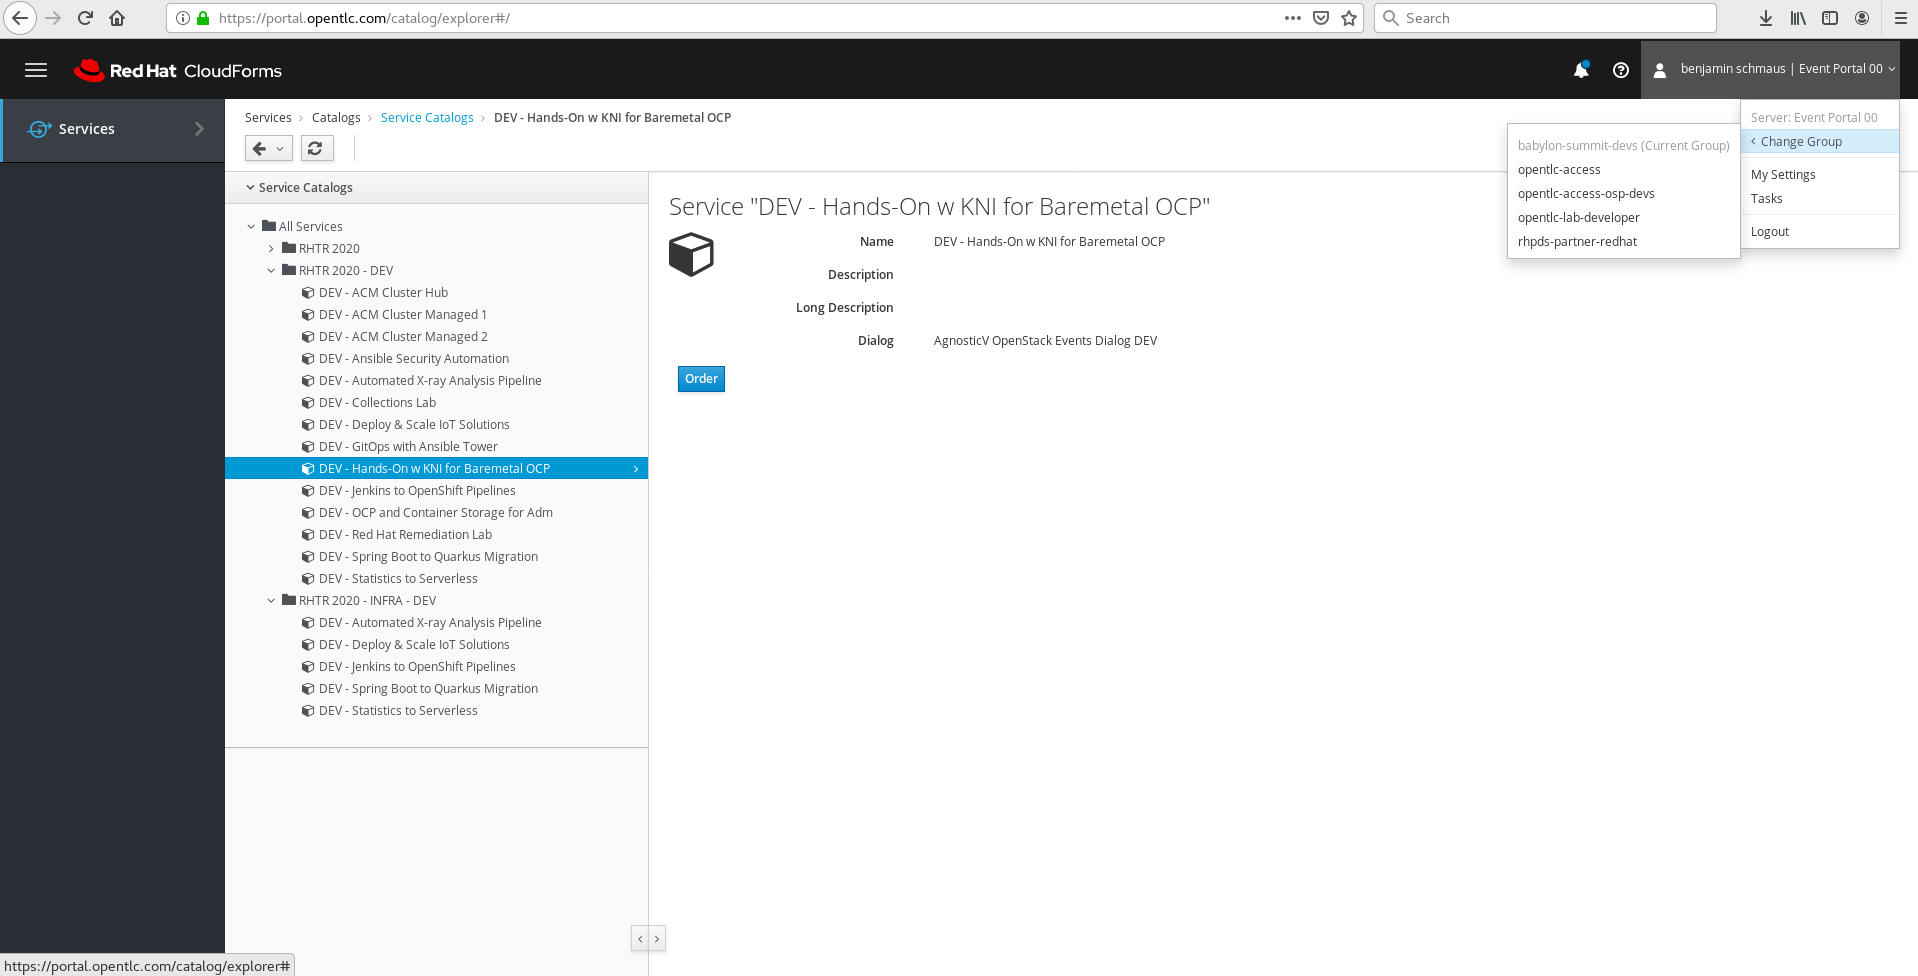 https://portal.opentlc.com/catalog/explorer#/
Search
Red Hat CloudForms
benjamin schmaus | Event Portal 00
Services
Services > Catalogs > Service Catalogs > DEV - Hands-On w KNI for Baremetal OCP
Server: Event Portal 00
Change Group
My Settings
Tasks
Logout
babylon-summit-devs (Current Group)
opentlc-access
opentlc-access-osp-devs
opentlc-lab-developer
rhpds-partner-redhat
Service Catalogs
All Services
RHTR 2020
RHTR 2020 - DEV
DEV - ACM Cluster Hub
DEV - ACM Cluster Managed 1
DEV - ACM Cluster Managed 2
DEV - Ansible Security Automation
DEV - Automated X-ray Analysis Pipeline
DEV - Collections Lab
DEV - Deploy & Scale IoT Solutions
DEV - GitOps with Ansible Tower
DEV - Hands-On w KNI for Baremetal OCP
DEV - Jenkins to OpenShift Pipelines
DEV - OCP and Container Storage for Adm
DEV - Red Hat Remediation Lab
DEV - Spring Boot to Quarkus Migration
DEV - Statistics to Serverless
RHTR 2020 - INFRA - DEV
DEV - Automated X-ray Analysis Pipeline
DEV - Deploy & Scale IoT Solutions
DEV - Jenkins to OpenShift Pipelines
DEV - Spring Boot to Quarkus Migration
DEV - Statistics to Serverless
Service "DEV - Hands-On w KNI for Baremetal OCP"
Name DEV - Hands-On w KNI for Baremetal OCP
Description
Long Description
Dialog AgnosticV OpenStack Events Dialog DEV
Order
https://portal.opentlc.com/catalog/explorer#